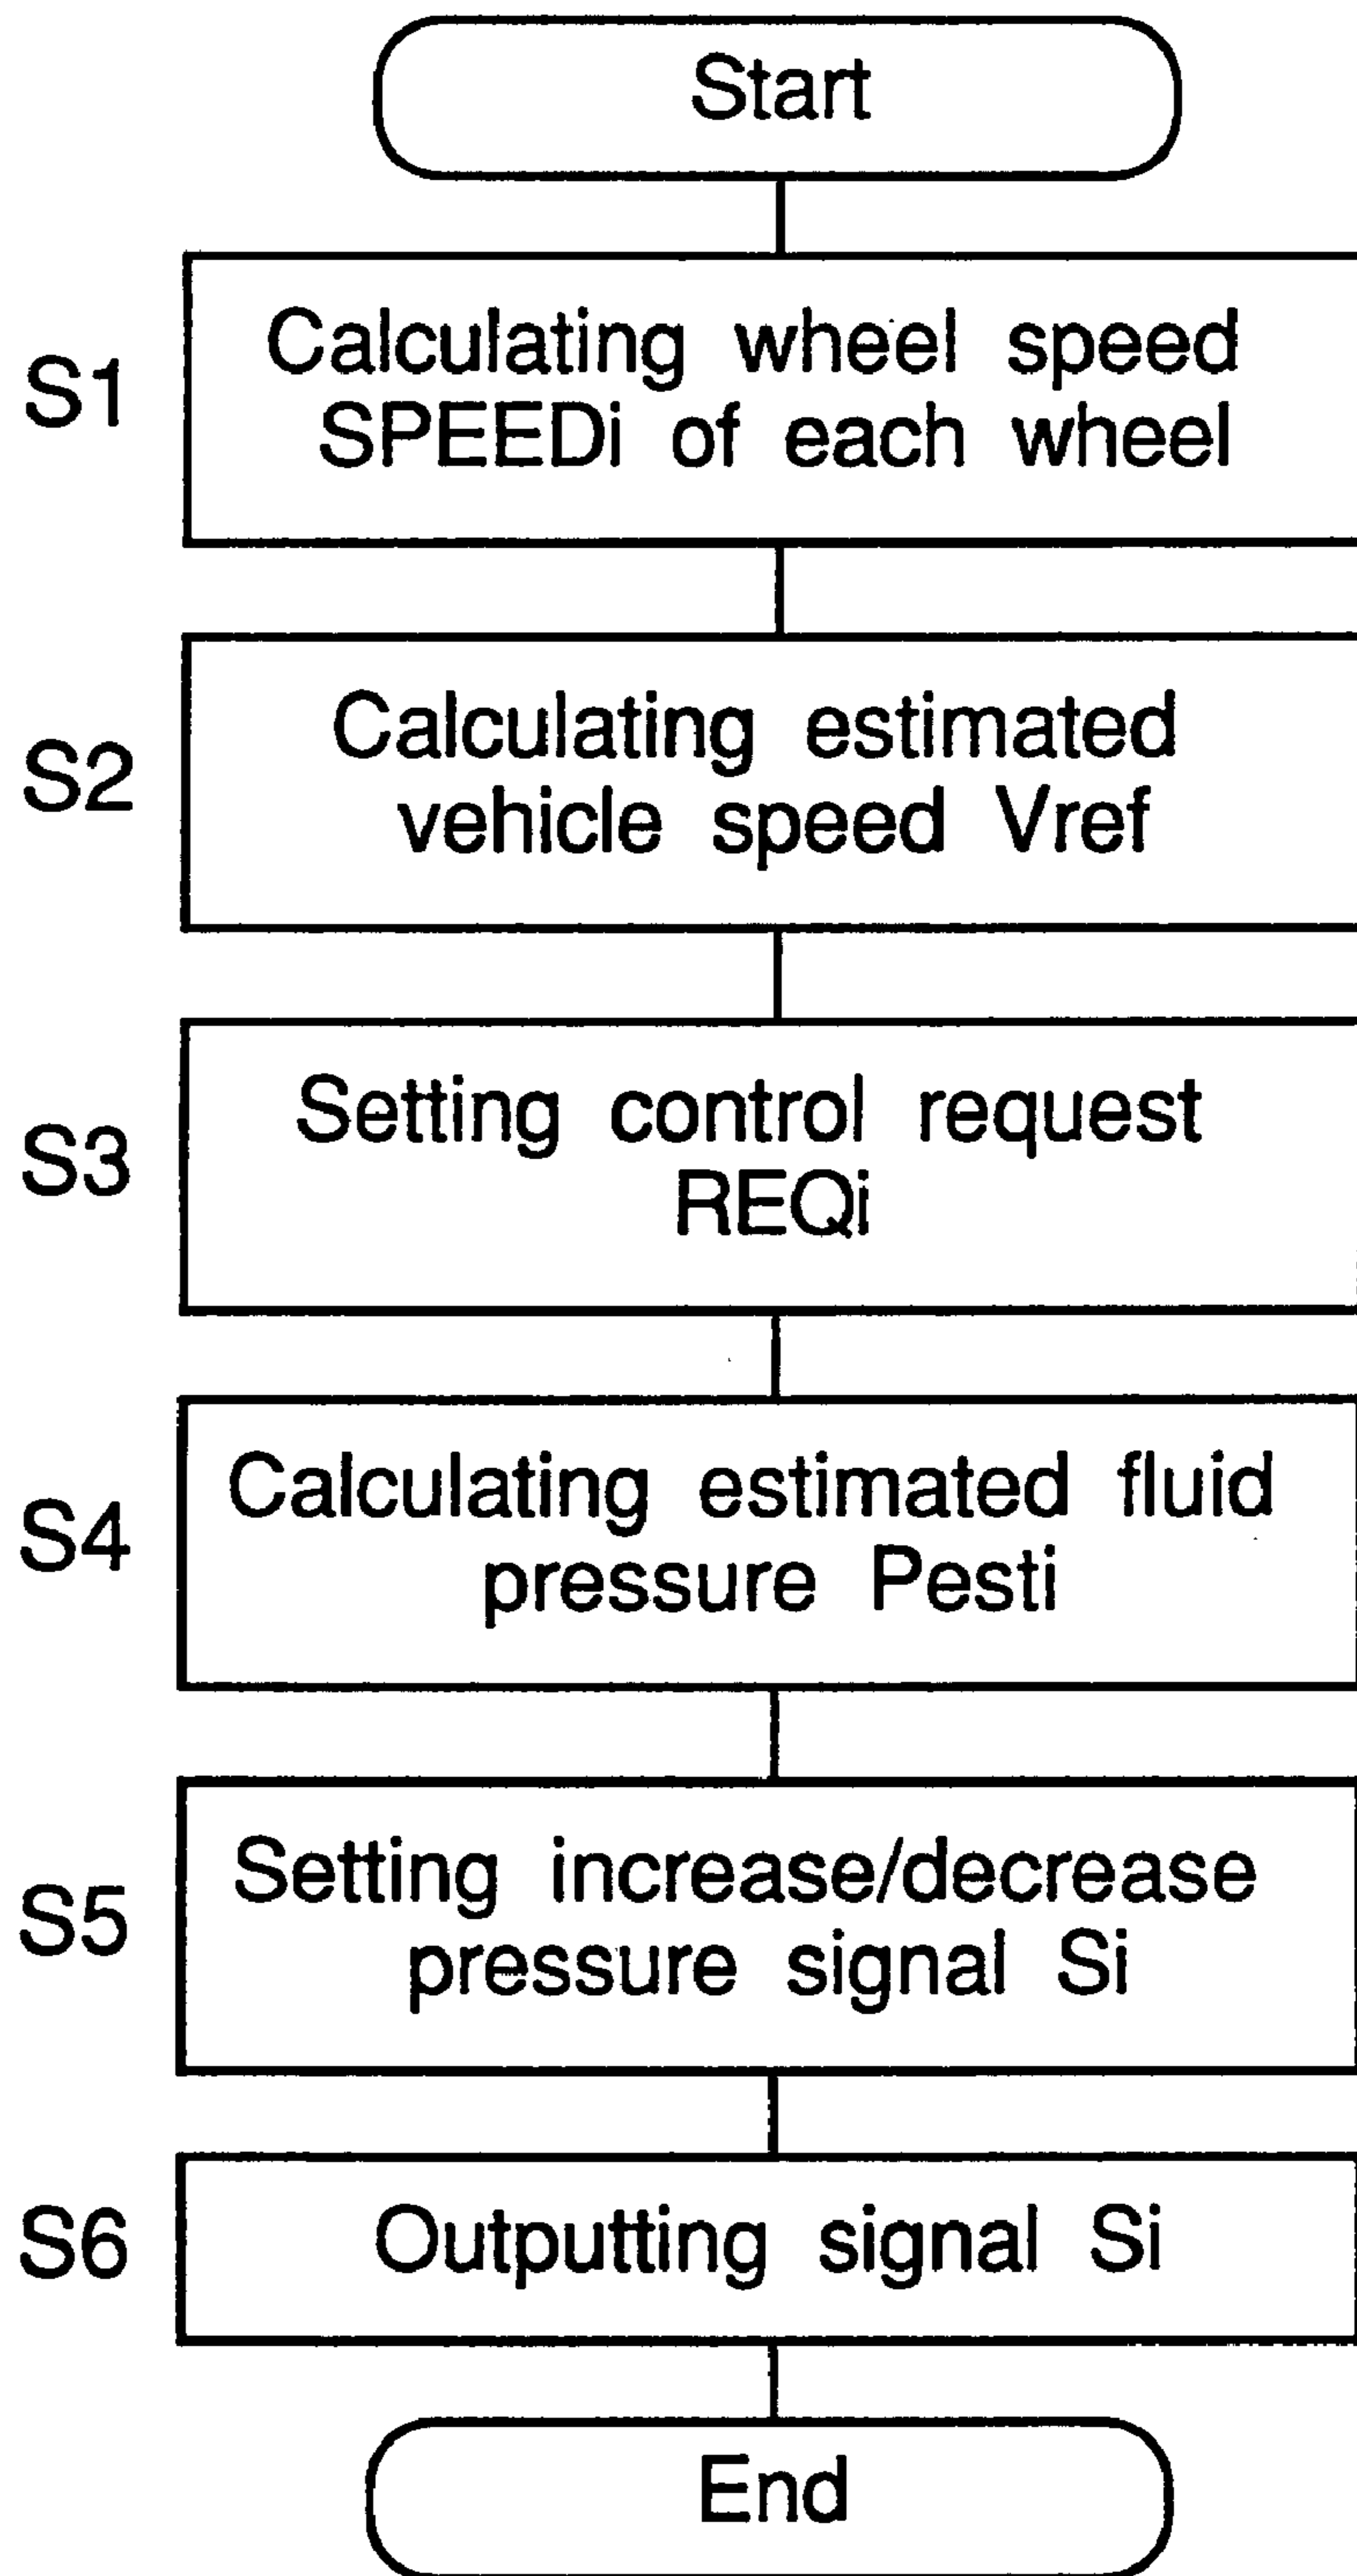 Start
S1
Calculating wheel speed
SPEEDi of each wheel
S2
Calculating estimated
vehicle speed Vref
S3
Setting control request
REQi
S4
Calculating estimated fluid
pressure Pesti
S5
Setting increase/decrease
pressure signal Si
S6
Outputting signal Si
End